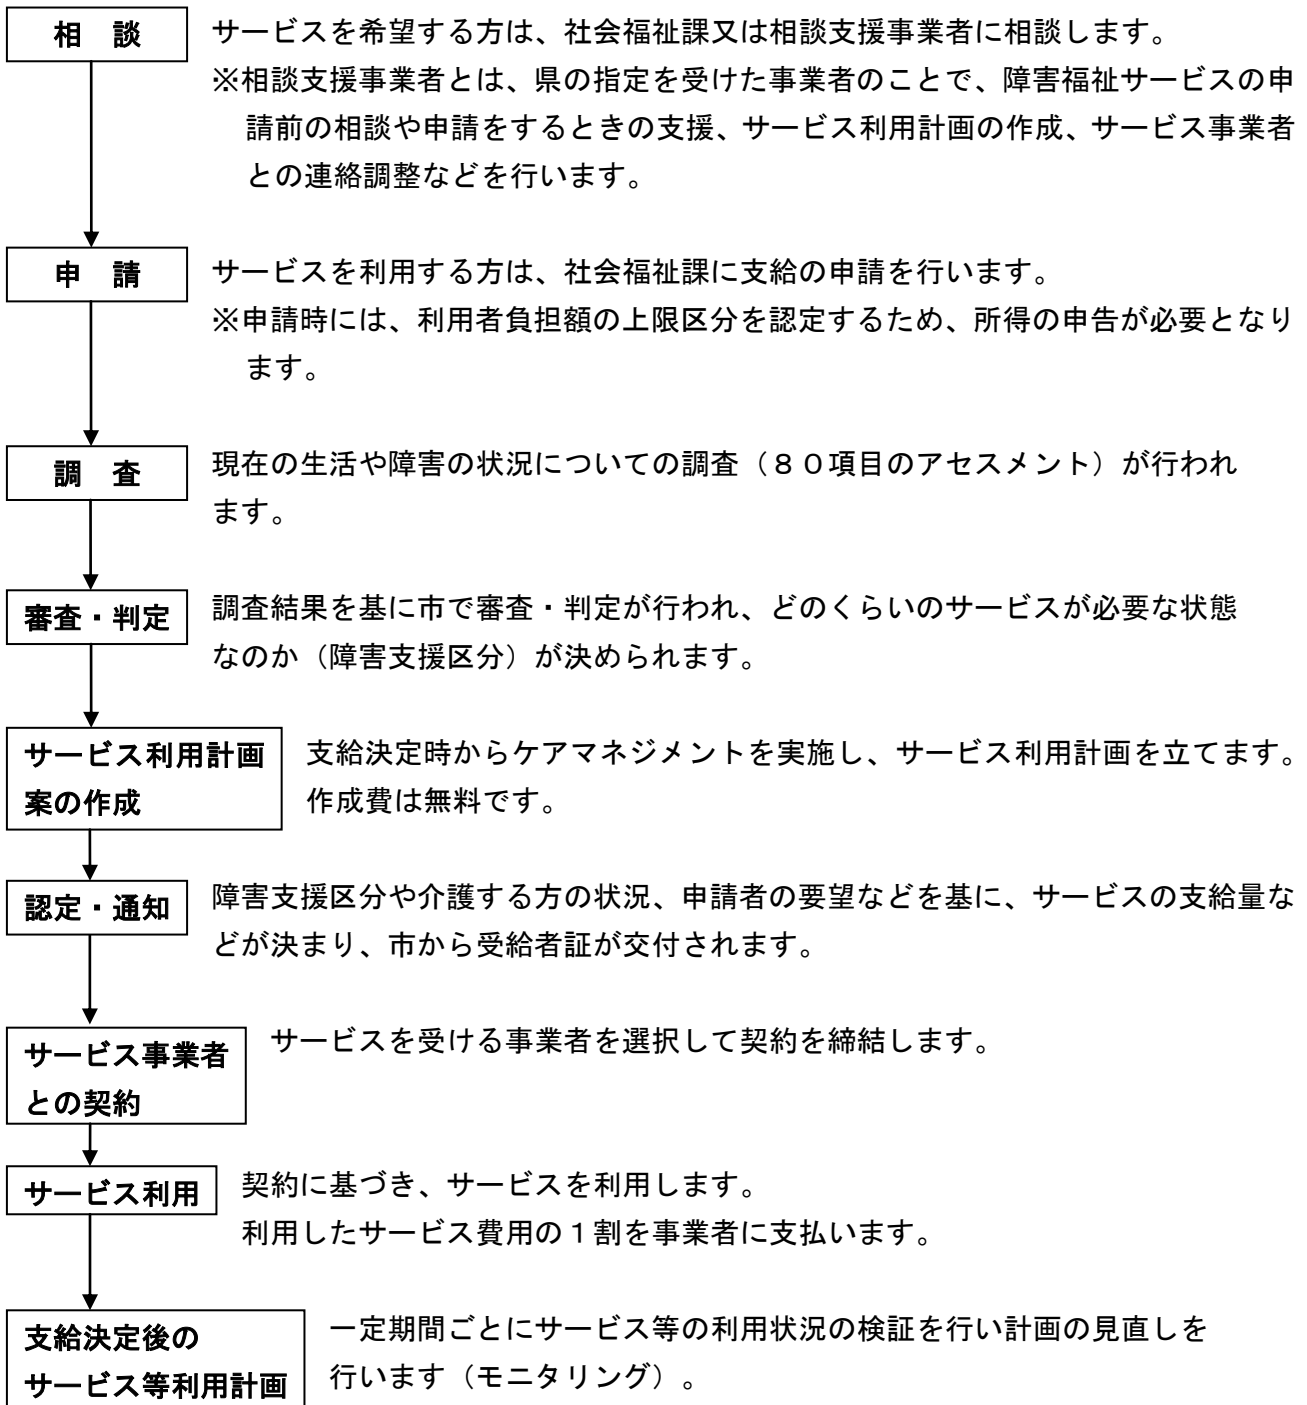 相　談
サービスを希望する方は、社会福祉課又は相談支援事業者に相談します。
※相談支援事業者とは、県の指定を受けた事業者のことで、障害福祉サービスの申
請前の相談や申請をするときの支援、サービス利用計画の作成、サービス事業者
との連絡調整などを行います。
申　請
サービスを利用する方は、社会福祉課に支給の申請を行います。
※申請時には、利用者負担額の上限区分を認定するため、所得の申告が必要となり
ます。
調　査
現在の生活や障害の状況についての調査（８０項目のアセスメント）が行われ
ます。
審査・判定
調査結果を基に市で審査・判定が行われ、どのくらいのサービスが必要な状態
なのか（障害支援区分）が決められます。
サービス利用計画
案の作成
支給決定時からケアマネジメントを実施し、サービス利用計画を立てます。
作成費は無料です。
認定・通知
障害支援区分や介護する方の状況、申請者の要望などを基に、サービスの支給量な
どが決まり、市から受給者証が交付されます。
サービス事業者
との契約
サービスを受ける事業者を選択して契約を締結します。
サービス利用
契約に基づき、サービスを利用します。
利用したサービス費用の１割を事業者に支払います。
支給決定後の
サービス等利用計画
一定期間ごとにサービス等の利用状況の検証を行い計画の見直しを
行います（モニタリング）。